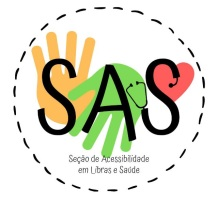 SAS
Seção de Acessibilidade
em Libras e Saúde